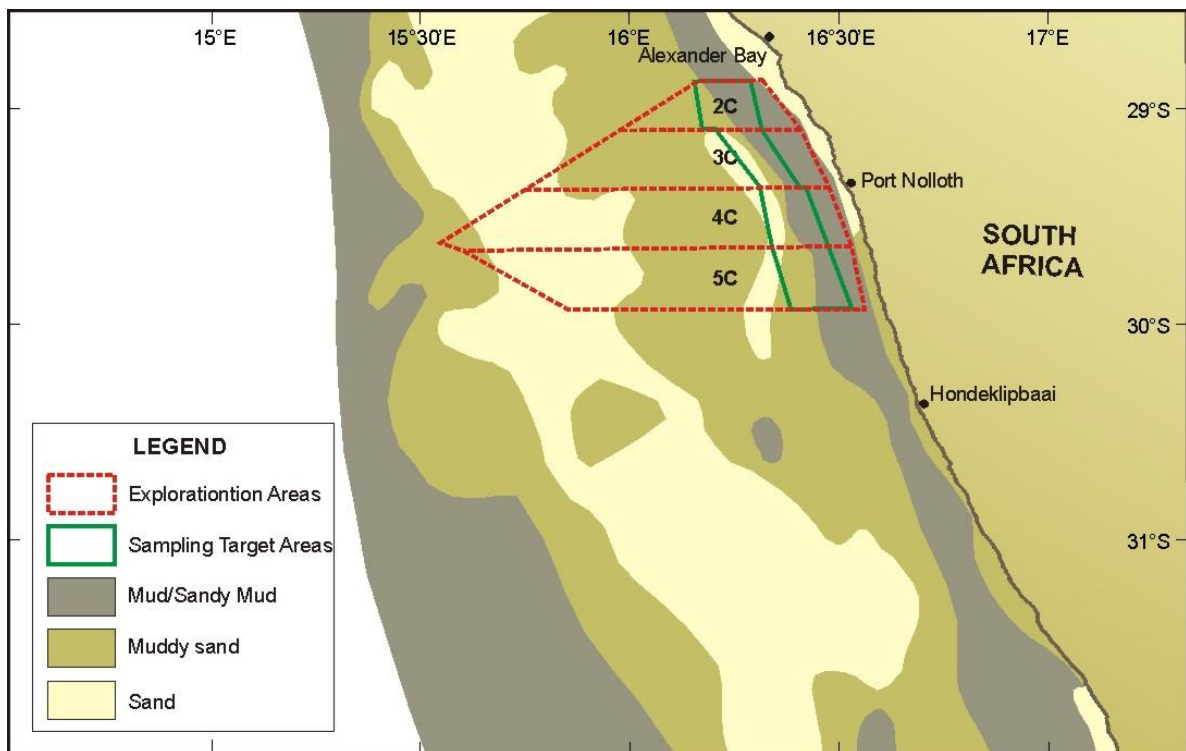 15°E
15°30'E
16°E
16°30'E
17°E
Alexander Bay
29°S
2C
3C
Port Nolloth
4C
SOUTH
AFRICA
5C
30°S
Hondeklipbaai
31°S
LEGEND
Explorationtion Areas
Sampling Target Areas
Mud/Sandy Mud
Muddy sand
Sand